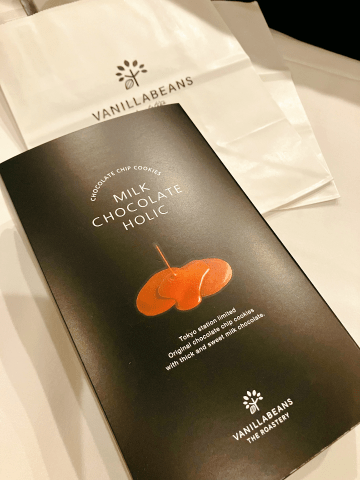 VANILLABEANS
CHOCOLATE CHIP COOKIES
MILK
CHOCOLATE
HOLIC
Tokyo station limited
Original chocolate chip cookies
with thick and sweet milk chocolate.
VANILLABEANS
THE ROASTERY